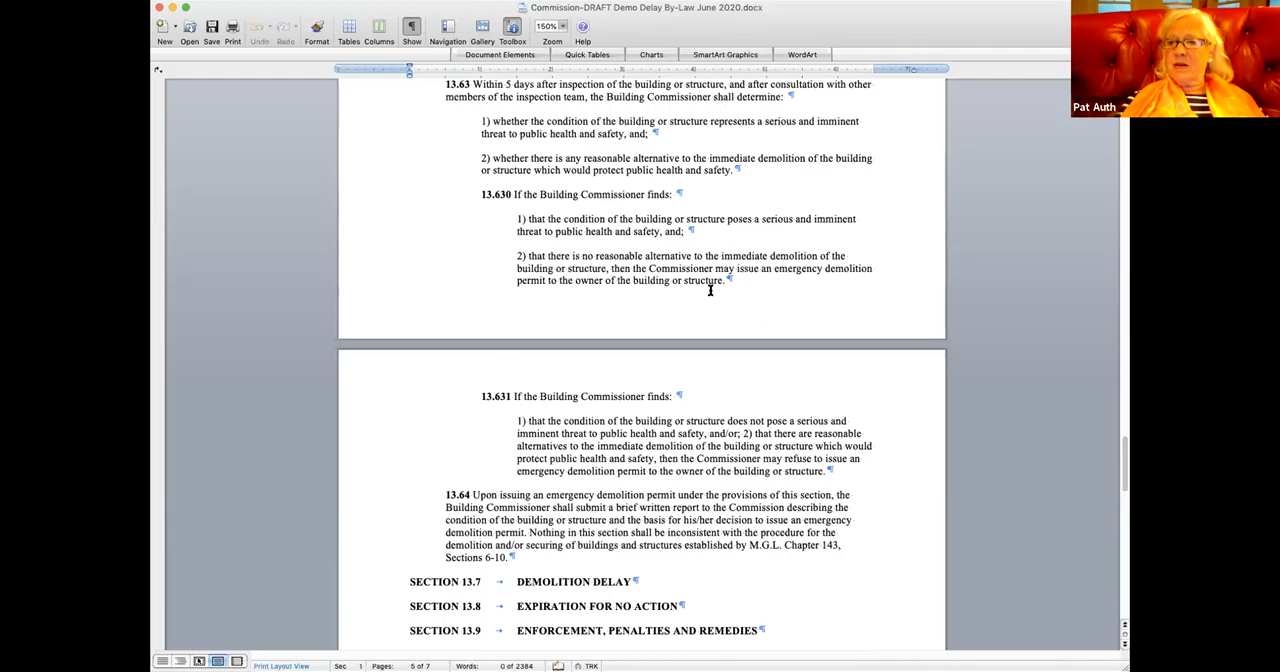 Commission-DRAFT Demo Delay By-Law June 2020.docx
New Open Save Print Undo Redo Format Tables Columns Show Navigation Gallery Toolbox Zoom Help
150%
Document Elements Quick Tables Charts SmartArt Graphics WordArt
13.63 Within 5 days after inspection of the building or structure, and after consultation with other
members of the inspection team, the Building Commissioner shall determine: ¶
1) whether the condition of the building or structure represents a serious and imminent
threat to public health and safety, and; ¶
2) whether there is any reasonable alternative to the immediate demolition of the building
or structure which would protect public health and safety. ¶
13.630 If the Building Commissioner finds: ¶
1) that the condition of the building or structure poses a serious and imminent
threat to public health and safety, and; ¶
2) that there is no reasonable alternative to the immediate demolition of the
building or structure, then the Commissioner may issue an emergency demolition
permit to the owner of the building or structure. ¶
13.631 If the Building Commissioner finds: ¶
1) that the condition of the building or structure does not pose a serious and
imminent threat to public health and safety, and/or; 2) that there are reasonable
alternatives to the immediate demolition of the building or structure which would
protect public health and safety, then the Commissioner may refuse to issue an
emergency demolition permit to the owner of the building or structure. ¶
13.64 Upon issuing an emergency demolition permit under the provisions of this section, the
Building Commissioner shall submit a brief written report to the Commission describing the
condition of the building or structure and the basis for his/her decision to issue an emergency
demolition permit. Nothing in this section shall be inconsistent with the procedure for the
demolition and/or securing of buildings and structures established by M.G.L. Chapter 143,
Sections 6-10. ¶
SECTION 13.7 → DEMOLITION DELAY ¶
SECTION 13.8 → EXPIRATION FOR NO ACTION ¶
SECTION 13.9 → ENFORCEMENT, PENALTIES AND REMEDIES ¶
Print Layout View Sec 1 Pages: 5 of 7 Words: 0 of 2384 TRK
Pat Auth